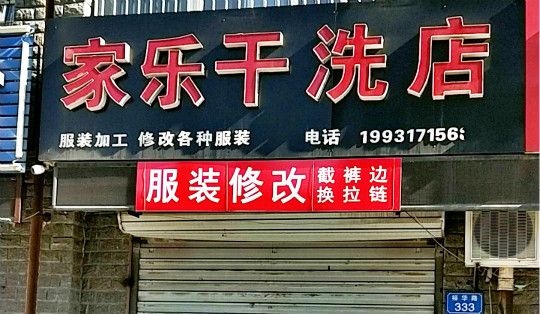 家乐干洗店
服装加工 修改各种服装 电话 1993171568
服装修改 截裤边
换拉链
333